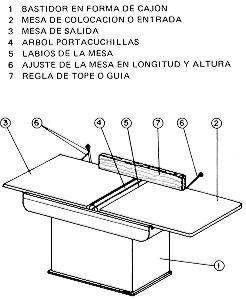 1 BASTIDOR EN FORMA DE CAJON
2 MESA DE COLOCACION O ENTRADA
3 MESA DE SALIDA
4 ARBOL PORTACUCHILLAS
5 LABIOS DE LA MESA
6 AJUSTE DE LA MESA EN LONGITUD Y ALTURA
7 REGLA DE TOPE O GUIA
3
6
4
5
7
6
2
1